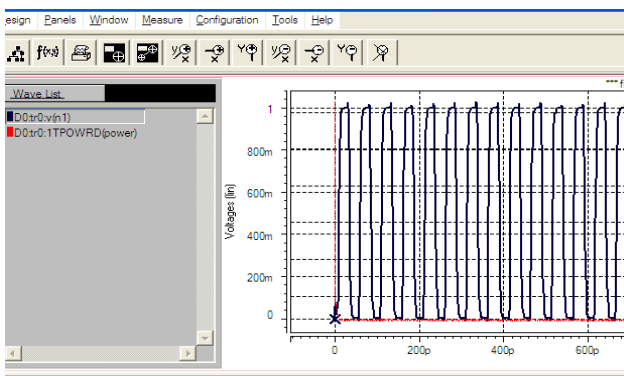 esign Panels Window Measure Configuration Tools Help
f(x)
Wave List
D0:tr0:v(n1)
D0:tr0:1TPOWRD(power)
*** f
Voltages (lin)
1
800m
600m
400m
200m
0
0 200p 400p 600p